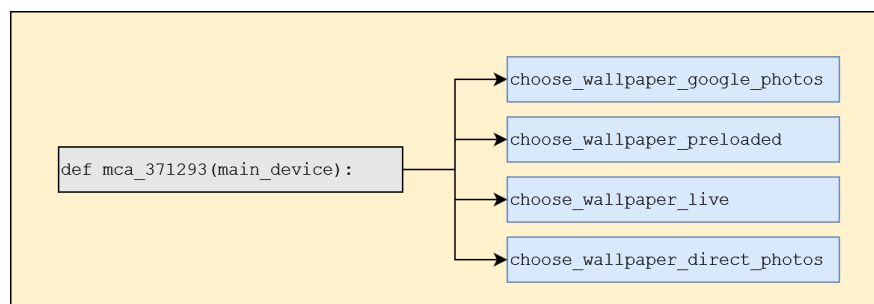 choose_wallpaper_google_photos
choose_wallpaper_preloaded
def mca_371293(main_device):
choose_wallpaper_live
choose_wallpaper_direct_photos